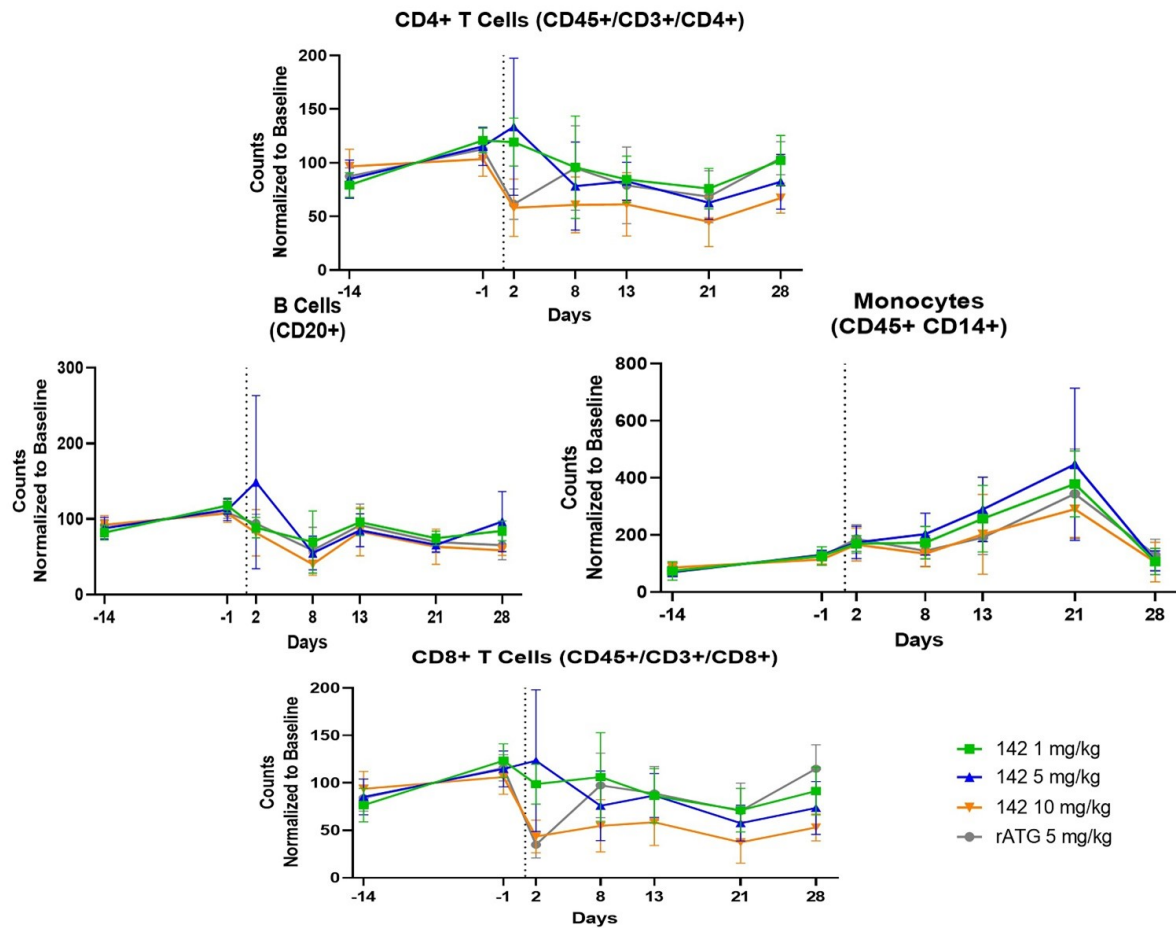 CD4+ T Cells (CD45+/CD3+/CD4+)
Counts
Normalized to Baseline
200
150
100
50
0
-14
-1
2
8
13
21
28
Days
B Cells
(CD20+)
Counts
Normalized to Baseline
300
200
100
0
-14
-1
2
8
13
21
28
Days
Monocytes
(CD45+ CD14+)
Counts
Normalized to Baseline
800
600
400
200
0
-14
-1
2
8
13
21
28
Days
CD8+ T Cells (CD45+/CD3+/CD8+)
Counts
Normalized to Baseline
200
150
100
50
0
-14
-1
2
8
13
21
28
Days
142 1 mg/kg
142 5 mg/kg
142 10 mg/kg
rATG 5 mg/kg